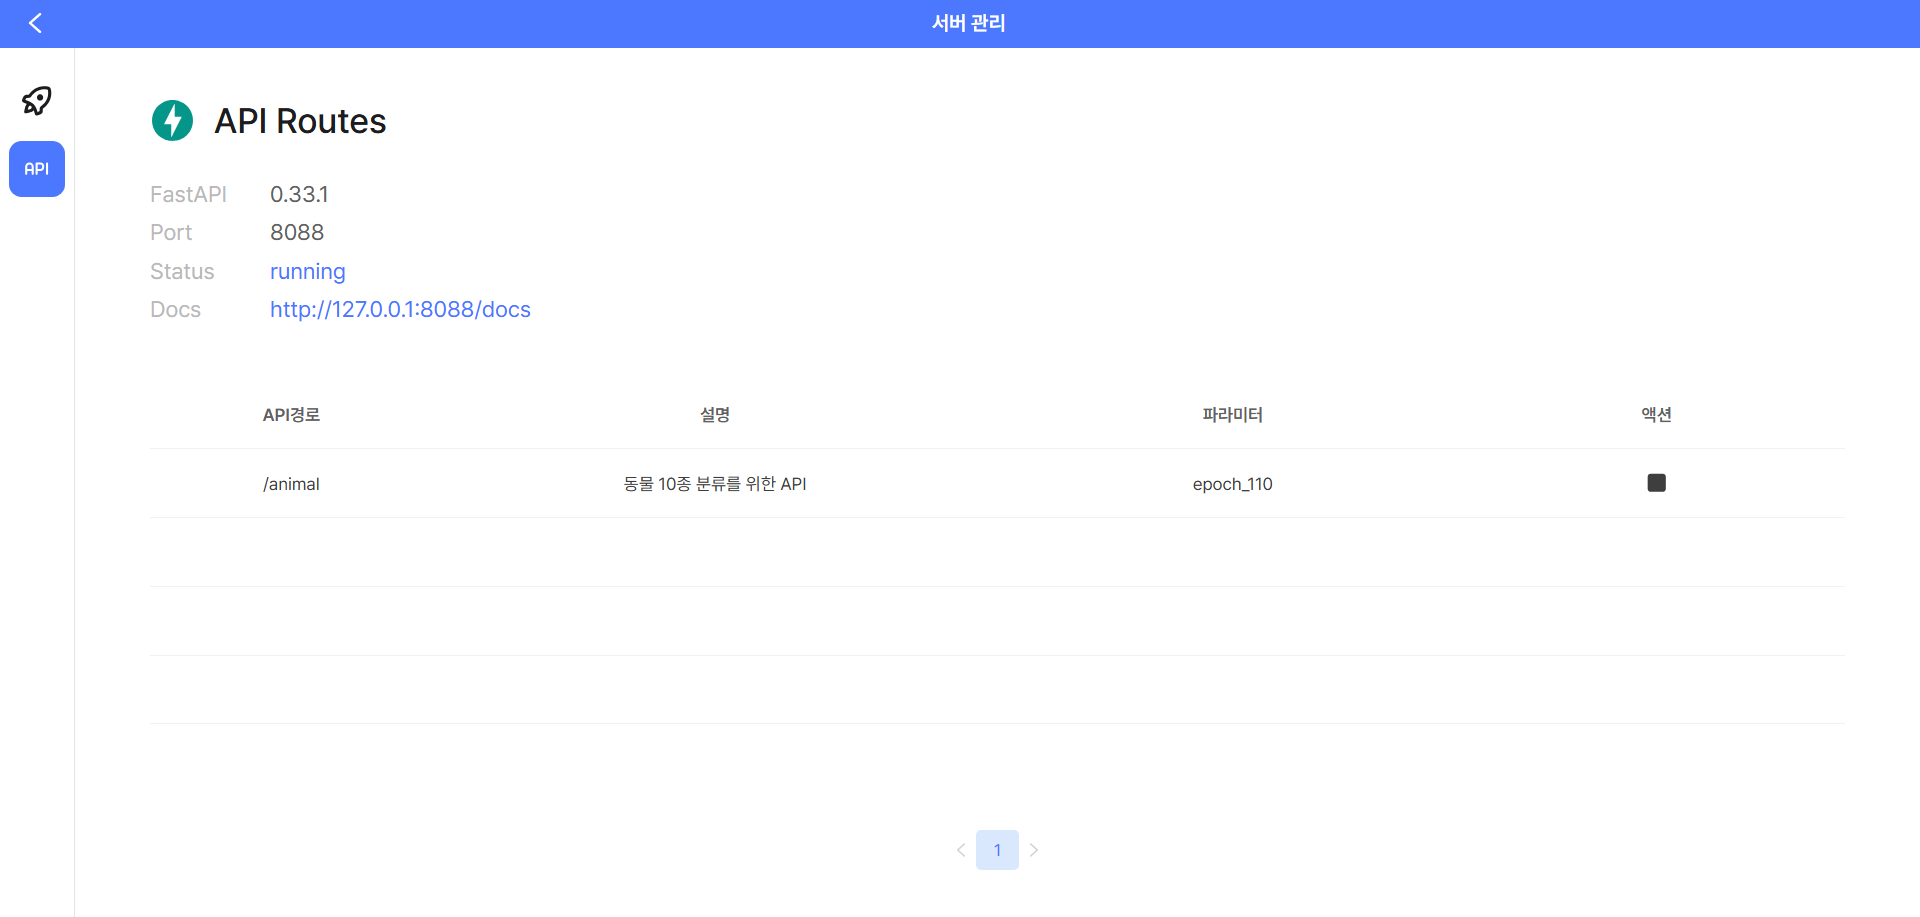 서버 관리
API
API Routes
FastAPI 0.33.1
Port 8088
Status running
Docs http://127.0.0.1:8088/docs
API경로 설명 파라미터 액션
/animal 동물 10종 분류를 위한 API epoch_110
1